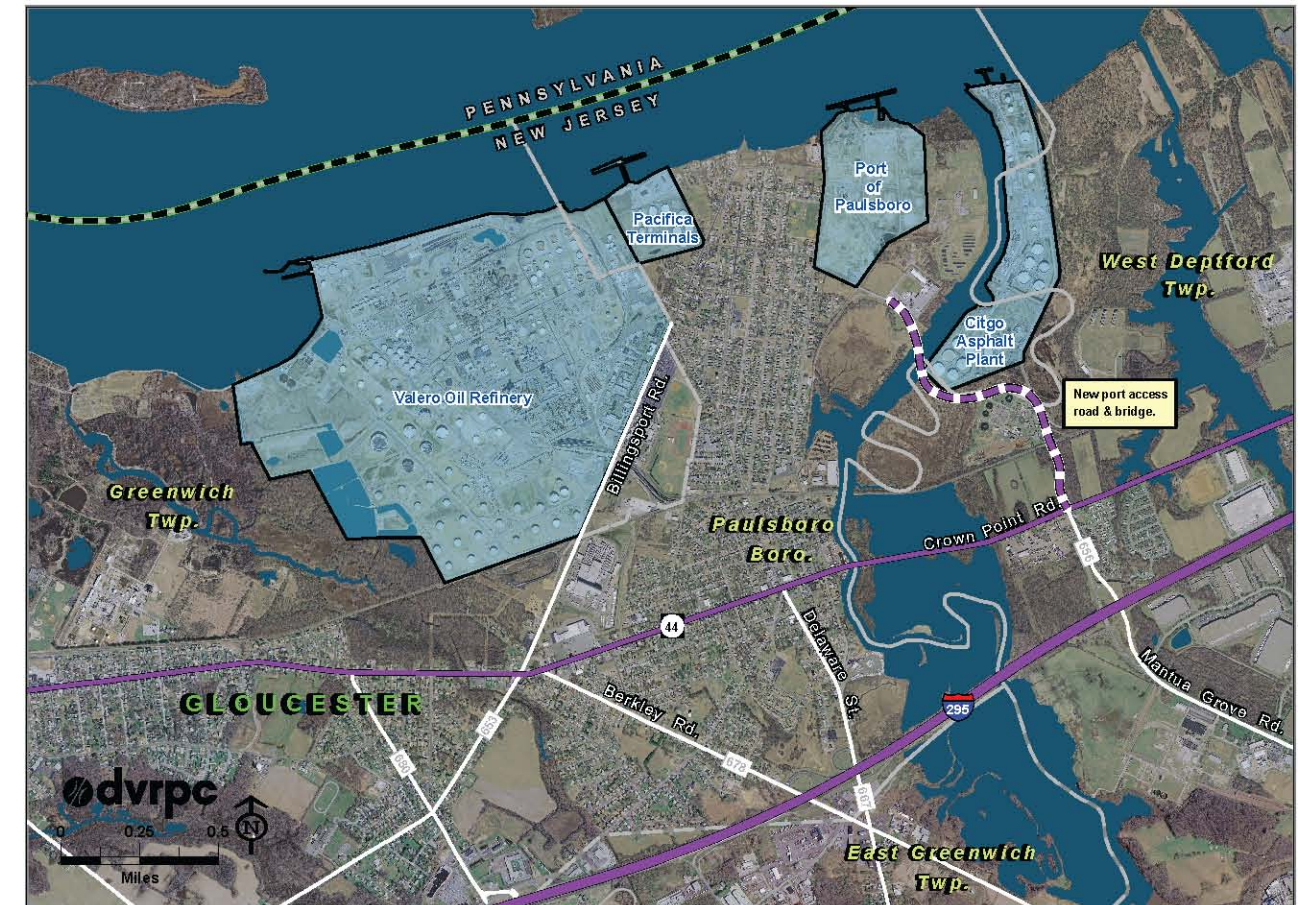 PENNSYLVANIA
NEW JERSEY
Port
of
Paulsboro
Pacifica
Terminals
West Deptford
Twp.
Citgo
Asphalt
Plant
Valero Oil Refinery
New port access
road & bridge.
Billingsport Rd.
Greenwich
Twp.
Paulsboro
Boro.
Crown Point Rd.
656
44
Delaware St.
Mantua Grove Rd.
GLOUCESTER
Berkley Rd.
295
653
680
678
667
dvrpc
N
0 0.25 0.5
Miles
East Greenwich
Twp.